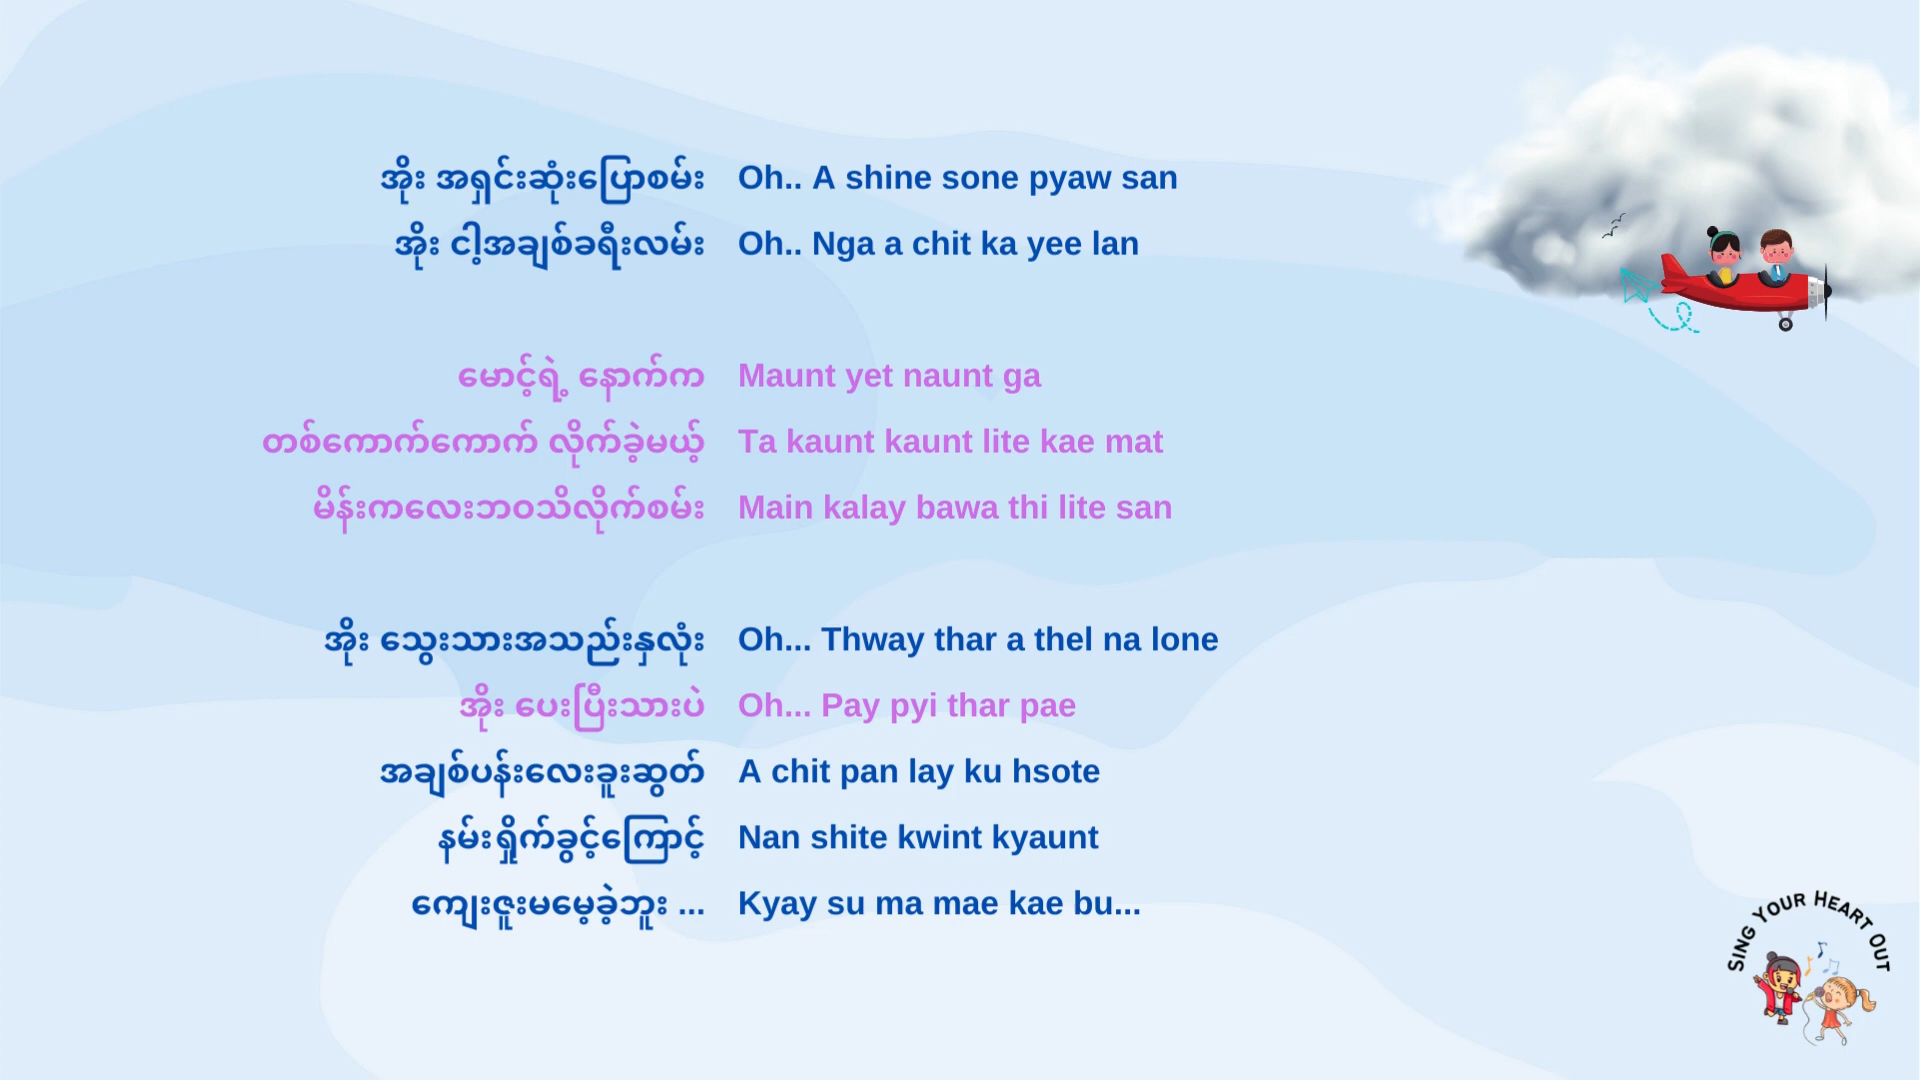 အိုး အရှင်းဆုံးပြောစမ်း Oh.. A shine sone pyaw san
အိုး ငါ့အချစ်ခရီးလမ်း Oh.. Nga a chit ka yee lan
မောင့်ရဲ့ နောက်က Maunt yet naunt ga
တစ်ကောက်ကောက် လိုက်ခဲ့မယ့် Ta kaunt kaunt lite kae mat
မိန်းကလေးဘဝသိလိုက်စမ်း Main kalay bawa thi lite san
အိုး သွေးသားအသည်းနှလုံး Oh... Thway thar a thel na lone
အိုး ပေးပြီးသားပဲ Oh... Pay pyi thar pae
အချစ်ပန်းလေးခူးဆွတ် A chit pan lay ku hsote
နမ်းရှိုက်ခွင့်ကြောင့် Nan shite kwint kyaunt
ကျေးဇူးမမေ့ခဲ့ဘူး ... Kyay su ma mae kae bu...
SING YOUR HEART OUT